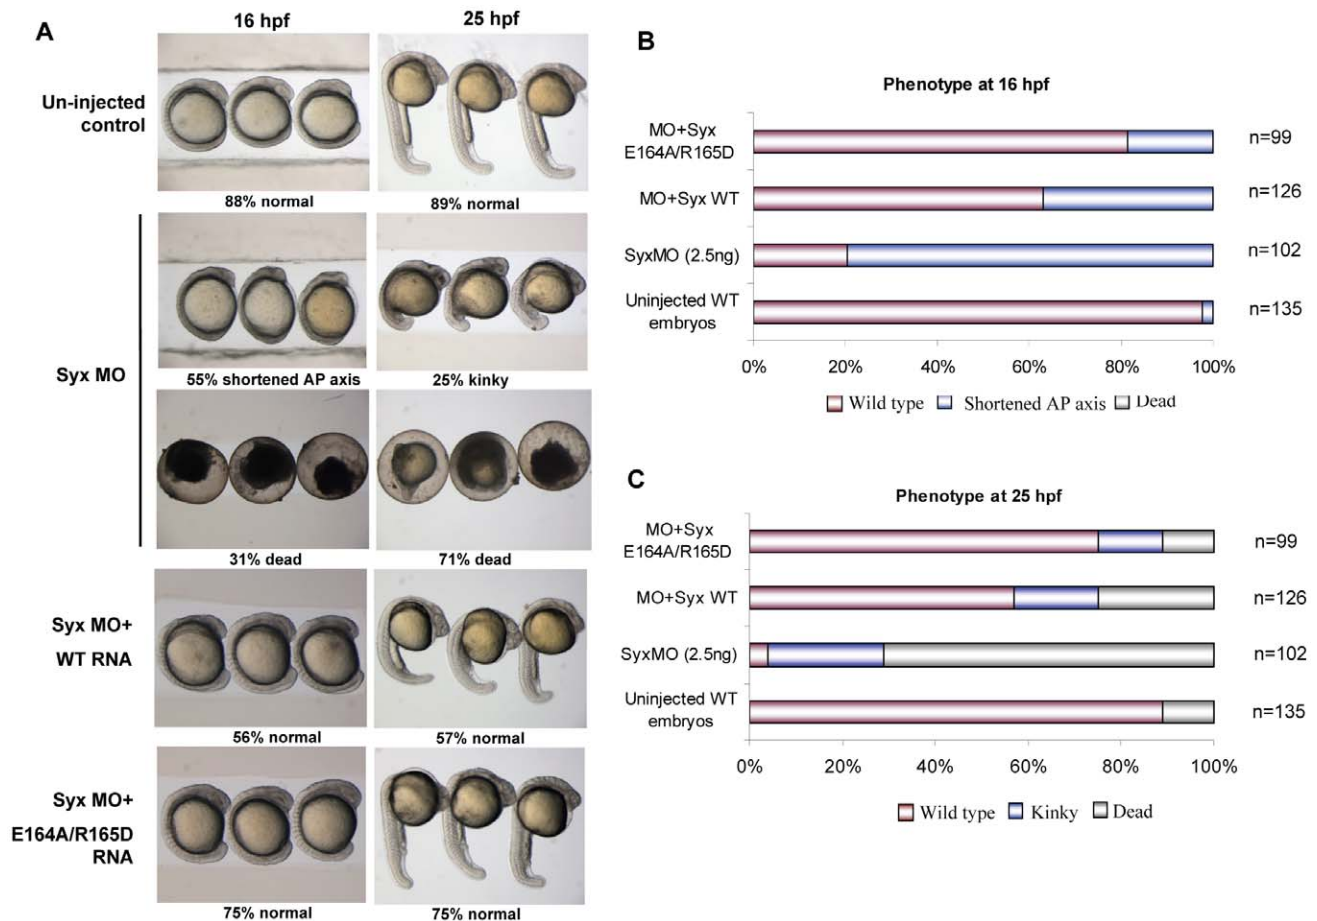 A
16 hpf
25 hpf
Un-injected
control
88% normal
89% normal
Syx MO
55% shortened AP axis
25% kinky
31% dead
71% dead
Syx MO+
WT RNA
56% normal
57% normal
Syx MO+
E164A/R165D
RNA
75% normal
75% normal
B
Phenotype at 16 hpf
MO+Syx
E164A/R165D
n=99
MO+Syx WT
n=126
SyxMO (2.5ng)
n=102
Uninjected WT
embryos
n=135
0% 20% 40% 60% 80% 100%
Wild type Shortened AP axis Dead
C
Phenotype at 25 hpf
MO+Syx
E164A/R165D
n=99
MO+Syx WT
n=126
SyxMO (2.5ng)
n=102
Uninjected WT
embryos
n=135
0% 20% 40% 60% 80% 100%
Wild type Kinky Dead